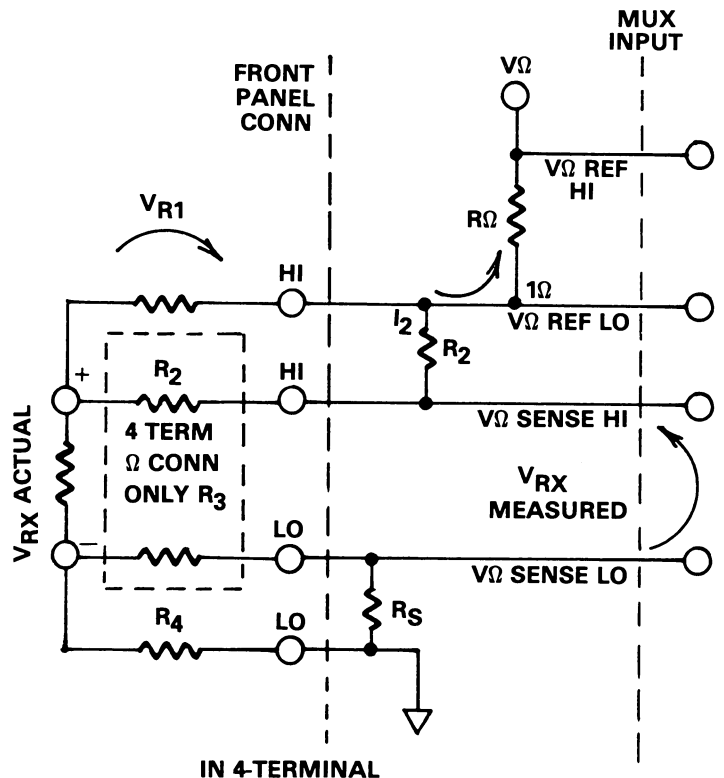 MUX
INPUT
FRONT
PANEL
CONN
VΩ
VΩ REF
HI
VR1
RΩ
HI
1Ω
I2
VΩ REF LO
R2
+
R2
HI
VΩ SENSE HI
4 TERM
Ω CONN
ONLY R3
VRX ACTUAL
VRX
MEASURED
–
LO
VΩ SENSE LO
R4
LO
RS
IN 4-TERMINAL